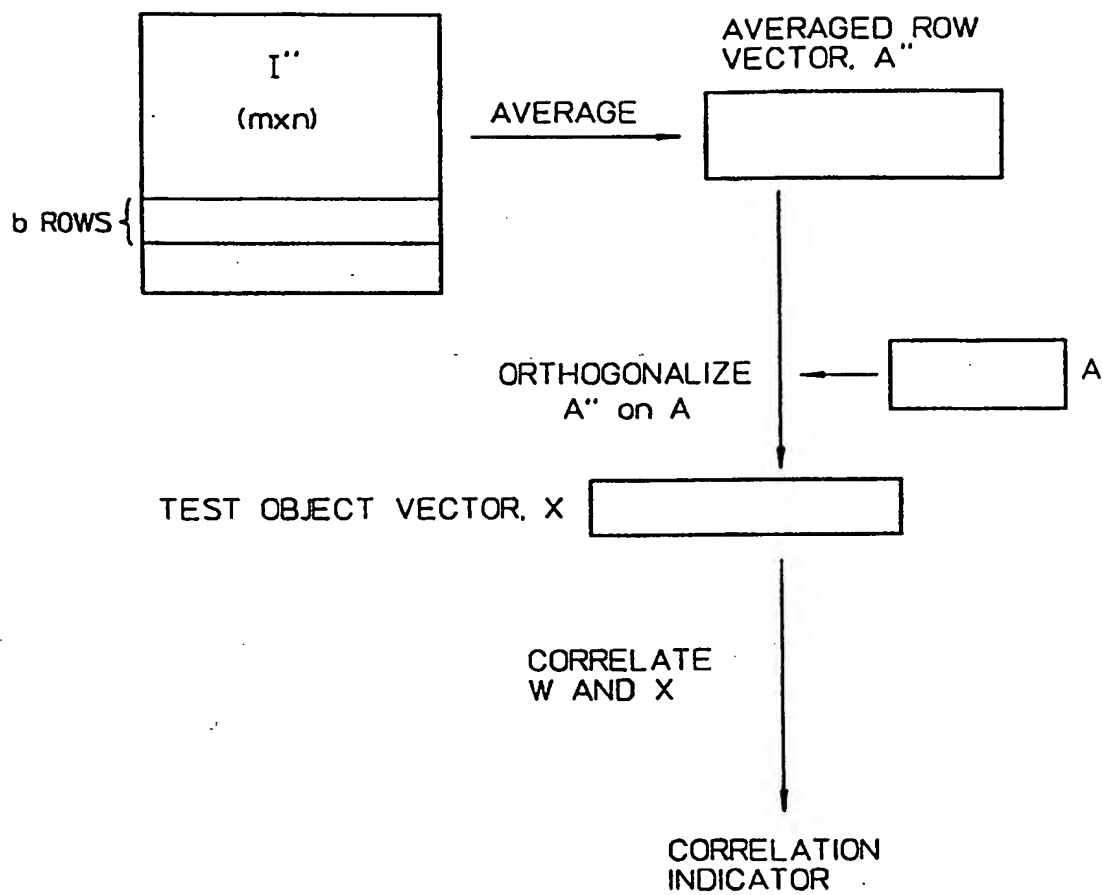 I''
(mxn)
b ROWS
AVERAGE
AVERAGED ROW
VECTOR, A''
ORTHOGONALIZE
A'' on A
A
TEST OBJECT VECTOR, X
CORRELATE
W AND X
CORRELATION
INDICATOR